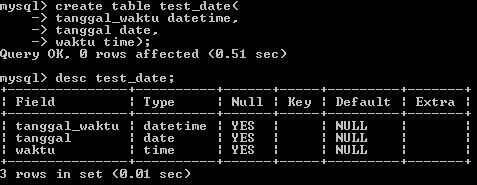 mysql> create table test_date(
    -> tanggal_waktu datetime,
    -> tanggal date,
    -> waktu time);
Query OK, 0 rows affected (0.51 sec)

mysql> desc test_date;
+---------------+----------+------+-----+---------+-------+
| Field         | Type     | Null | Key | Default | Extra |
+---------------+----------+------+-----+---------+-------+
| tanggal_waktu | datetime | YES  |     | NULL    |       |
| tanggal       | date     | YES  |     | NULL    |       |
| waktu         | time     | YES  |     | NULL    |       |
+---------------+----------+------+-----+---------+-------+
3 rows in set (0.01 sec)